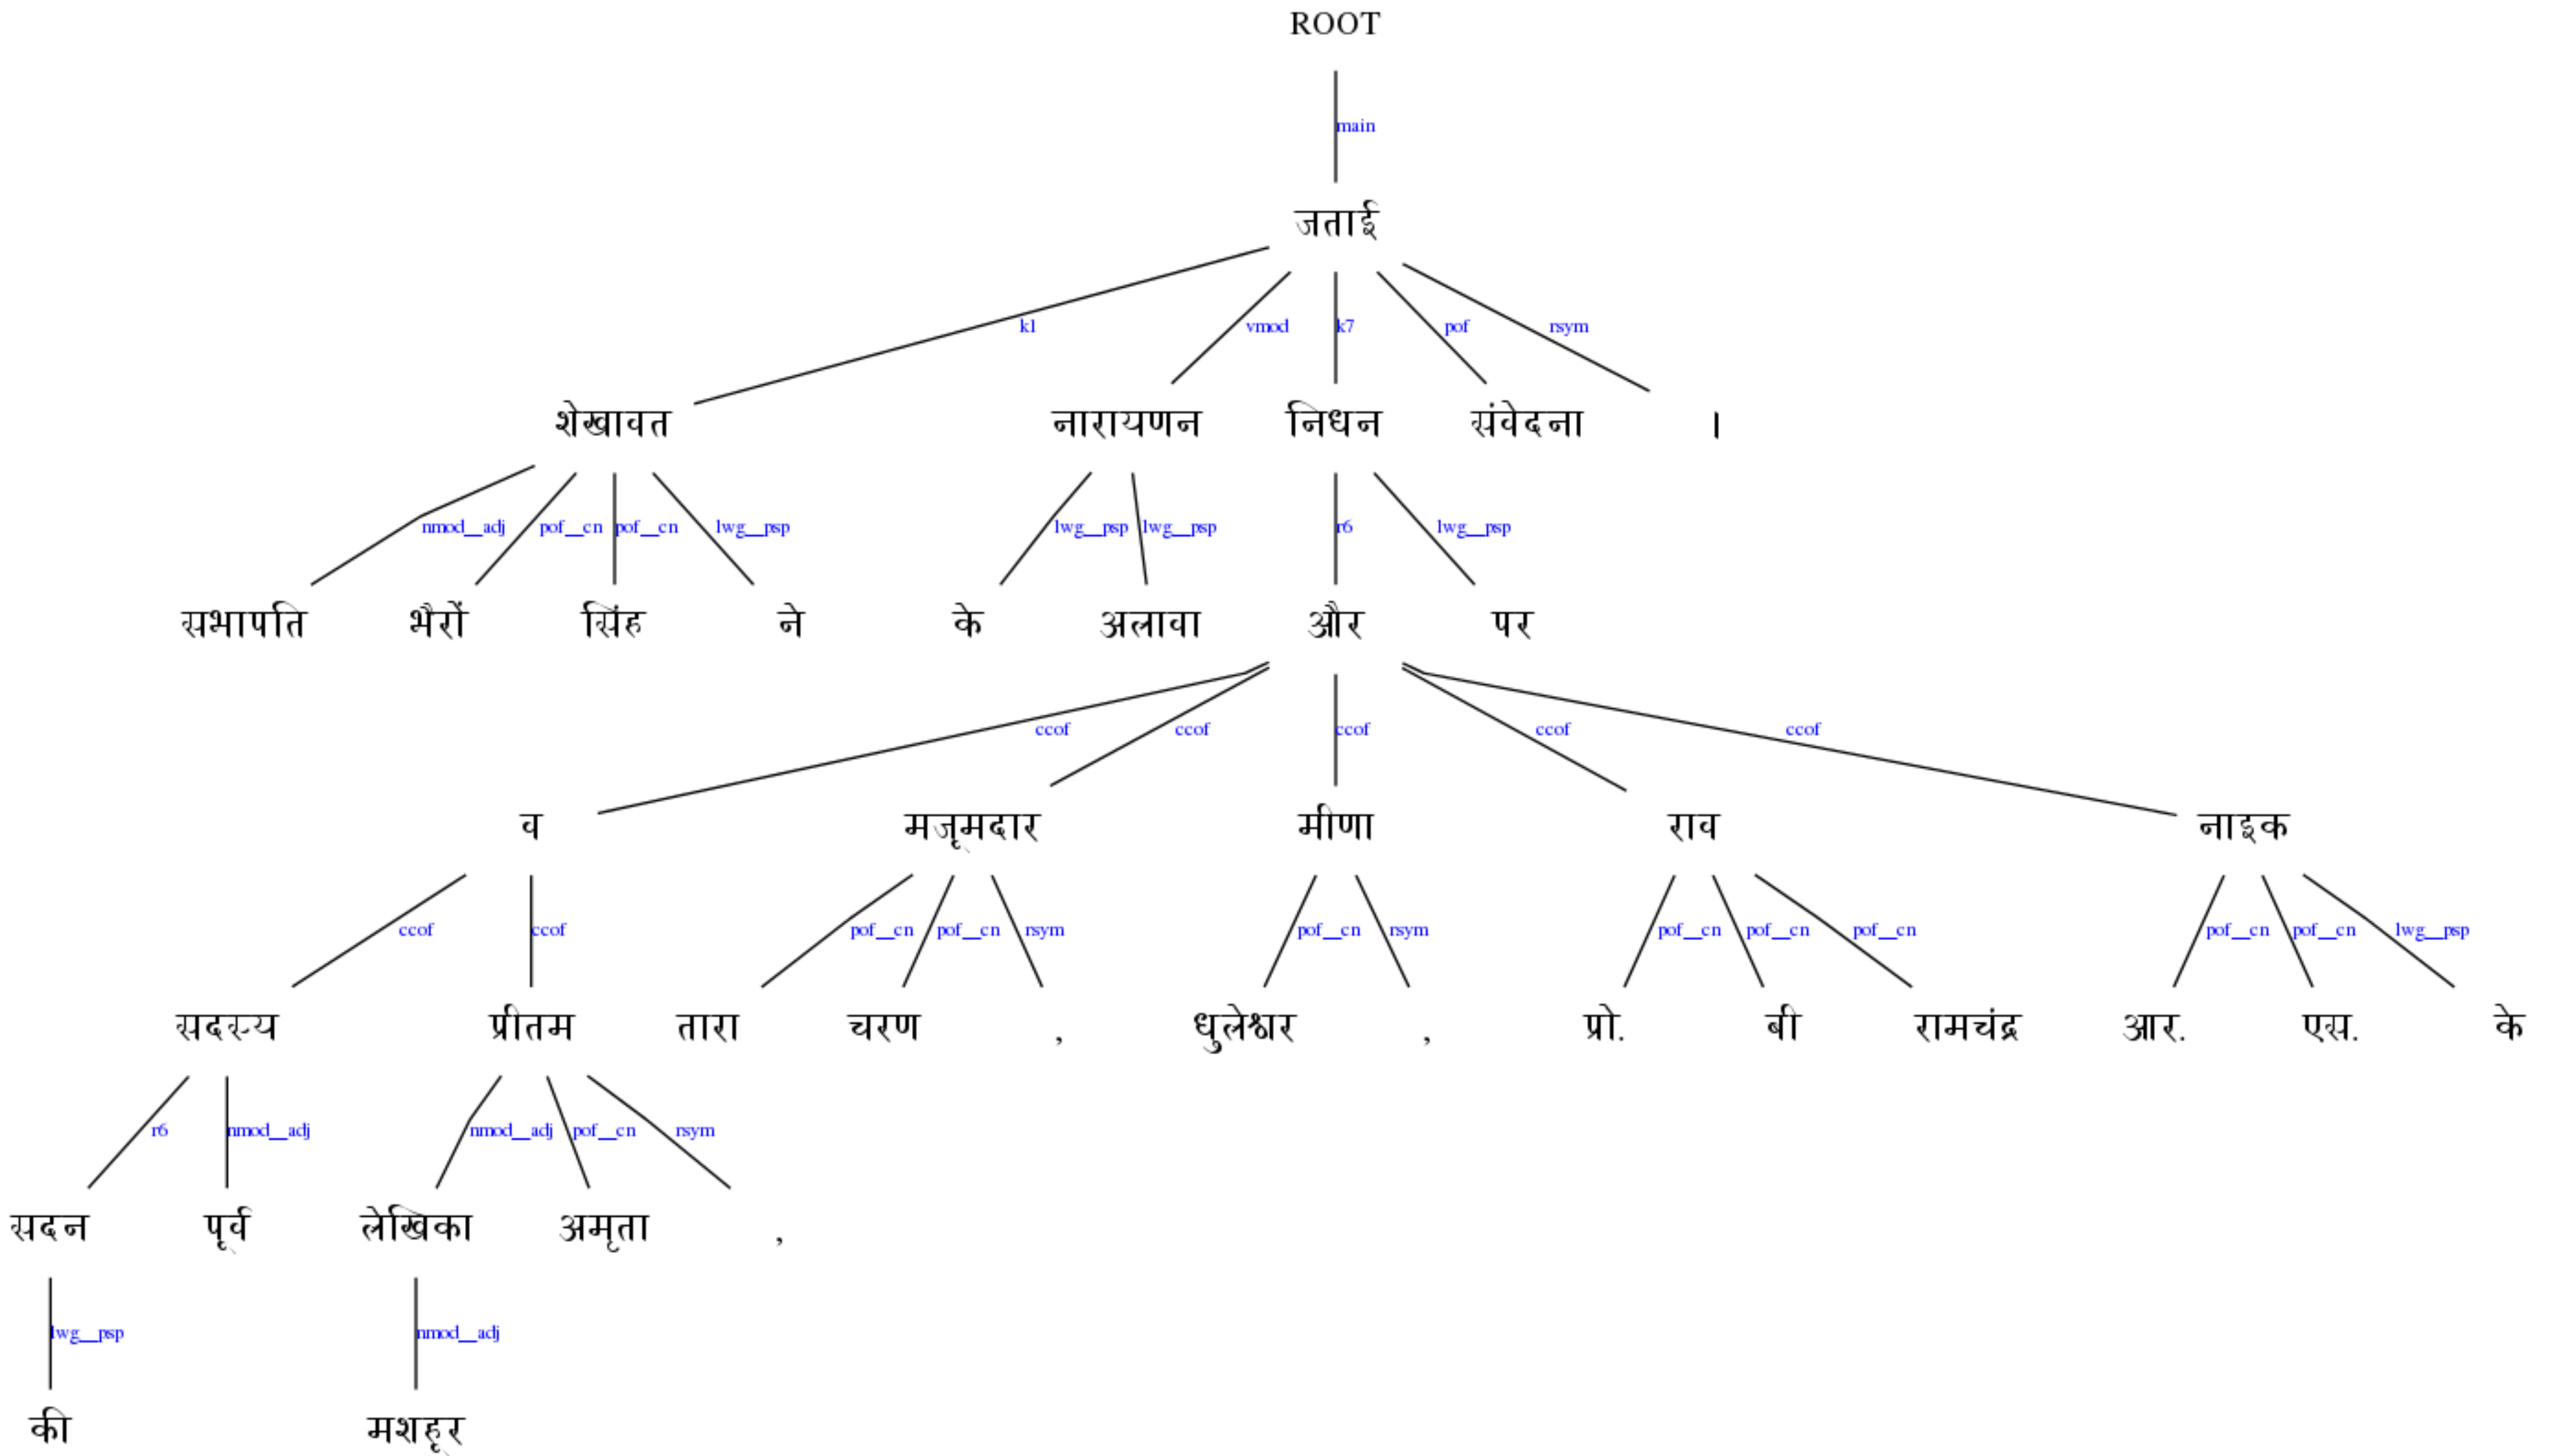 ROOT
main
जताई
k1 vmod k7 pof rsym
शेखावत नारायणन निधन संवेदना ।
nmod__adj pof__cn pof__cn lwg__psp lwg__psp lwg__psp r6 lwg__psp
सभापति भैरों सिंह ने के अलावा और पर
ccof ccof ccof ccof ccof
व मजूमदार मीणा राव नाइक
ccof ccof pof__cn pof__cn rsym pof__cn rsym pof__cn pof__cn pof__cn pof__cn pof__cn lwg__psp
सदस्य प्रीतम तारा चरण , धुलेश्वर , प्रो. बी रामचंद्र आर. एस. के
r6 nmod__adj nmod__adj pof__cn rsym
सदन पूर्व लेखिका अमृता ,
lwg__psp nmod__adj
की मशहूर